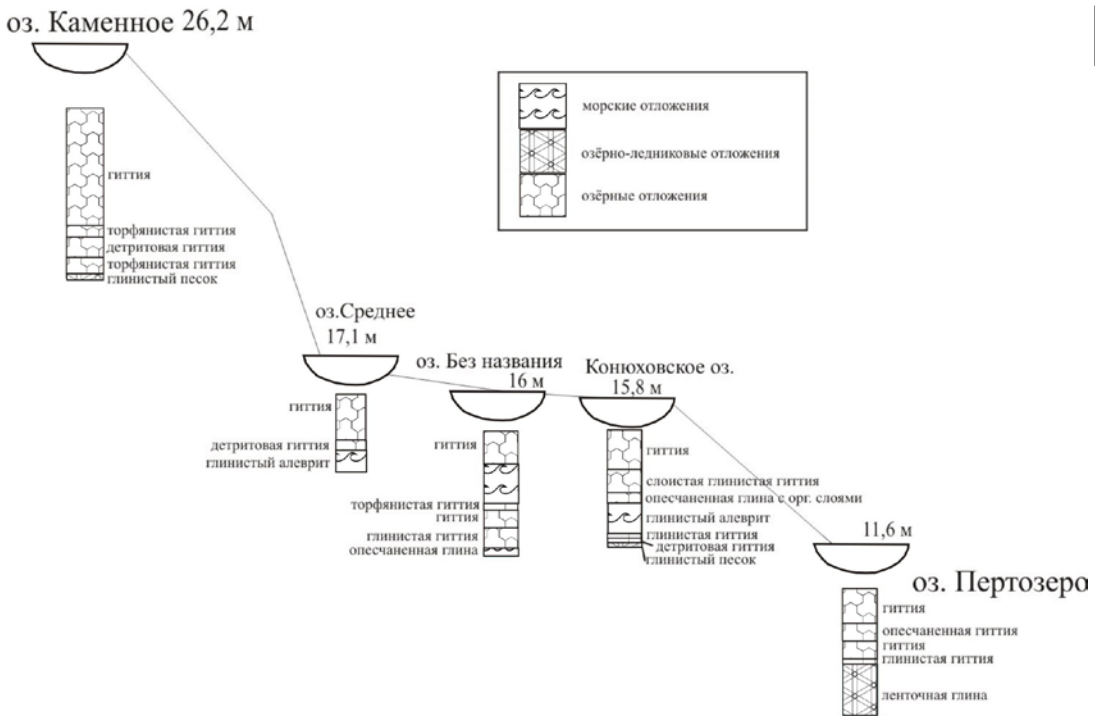 оз. Каменное 26,2 м
морские отложения
озёрно-ледниковые отложения
озёрные отложения
гиттия
торфянистая гиттия
детритовая гиттия
торфянистая гиттия
глинистый песок
оз.Среднее
17,1 м
гиттия
детритовая гиттия
глинистый алеврит
оз. Без названия
16 м
гиттия
торфянистая гиттия
гиттия
глинистая гиттия
опесчаненная глина
Конюховское оз.
15,8 м
гиттия
слоистая глинистая гиттия
опесчаненная глина с орг. слоями
глинистый алеврит
глинистая гиттия
детритовая гиттия
глинистый песок
11,6 м
оз. Пертозеро
гиттия
опесчаненная гиттия
гиттия
глинистая гиттия
ленточная глина